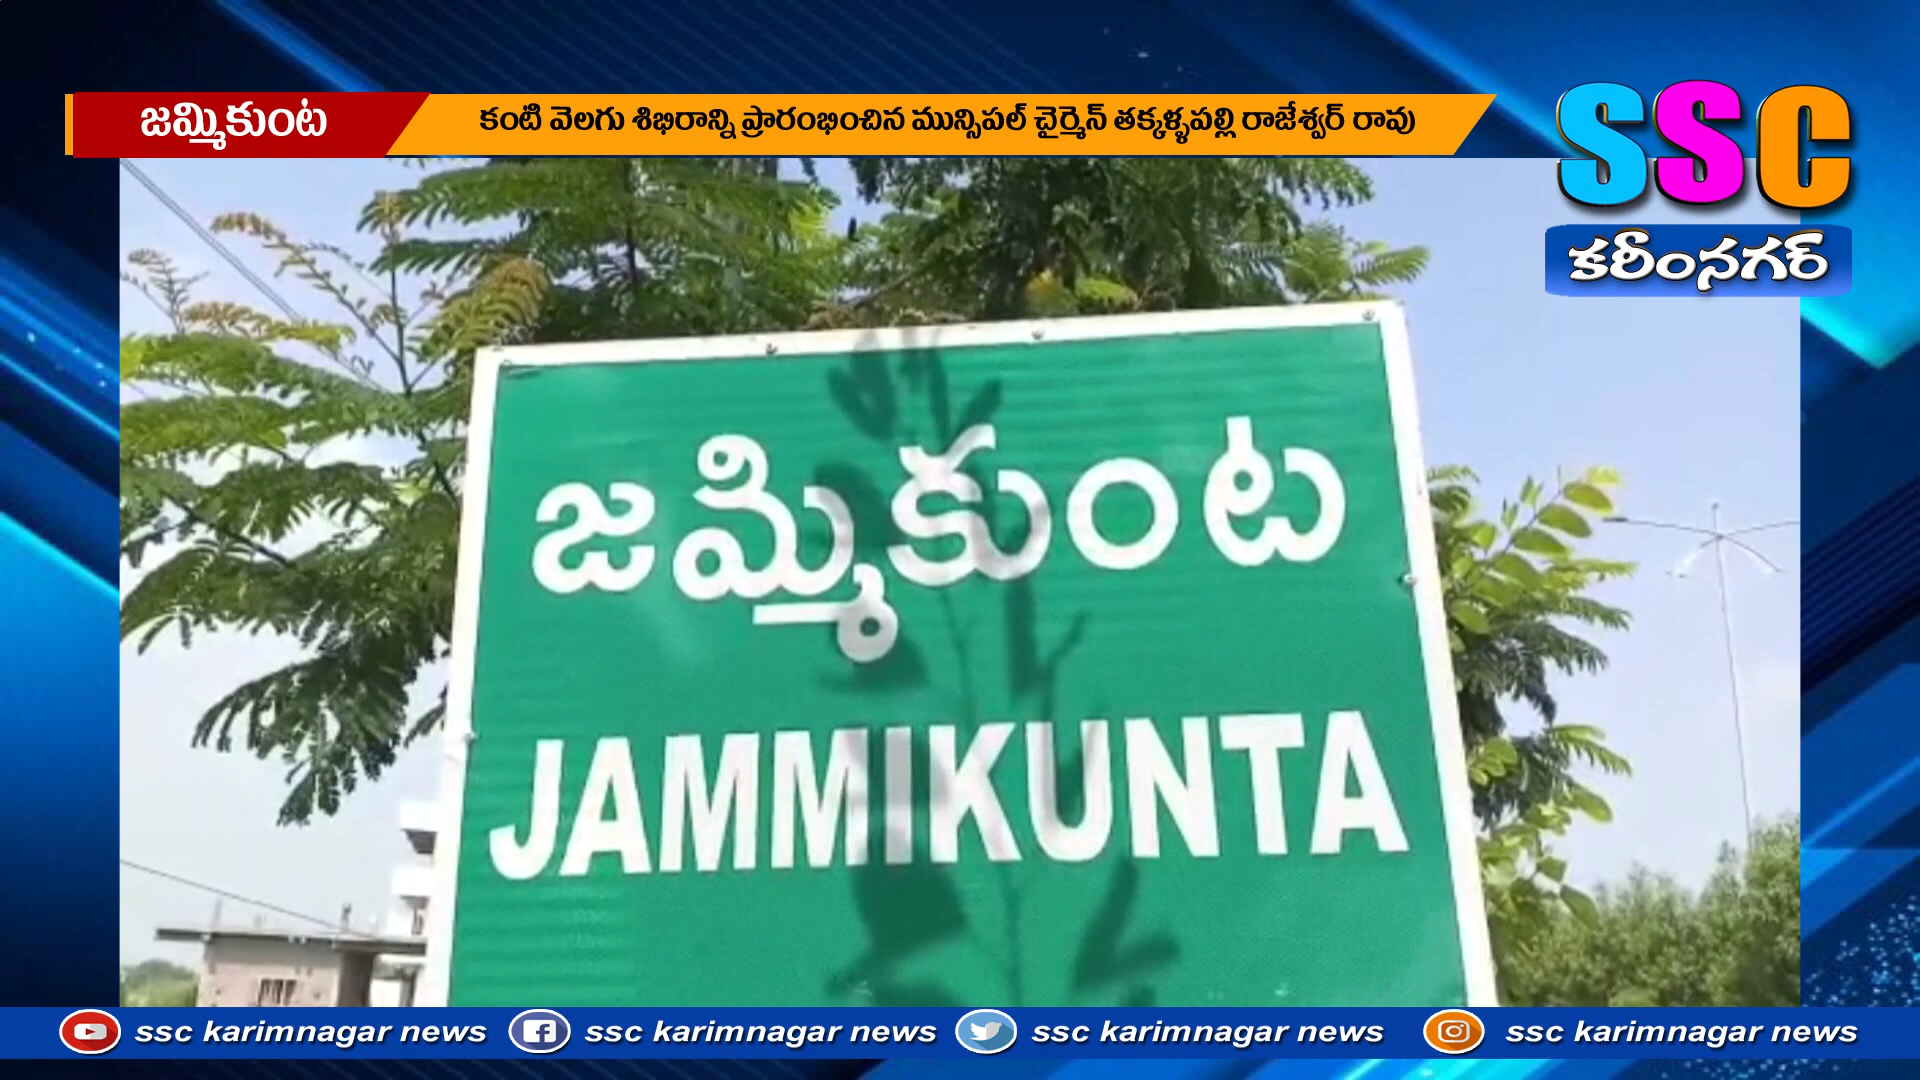 జమ్మికుంట
కంటి వెలగు శిభిరాన్ని ప్రారంభించిన మున్సిపల్ చైర్మెన్ తక్కళ్ళపల్లి రాజేశ్వర్ రావు
SSC
కరీంనగర్
జమ్మికుంట
JAMMIKUNTA
ssc karimnagar news
ssc karimnagar news
ssc karimnagar news
ssc karimnagar news